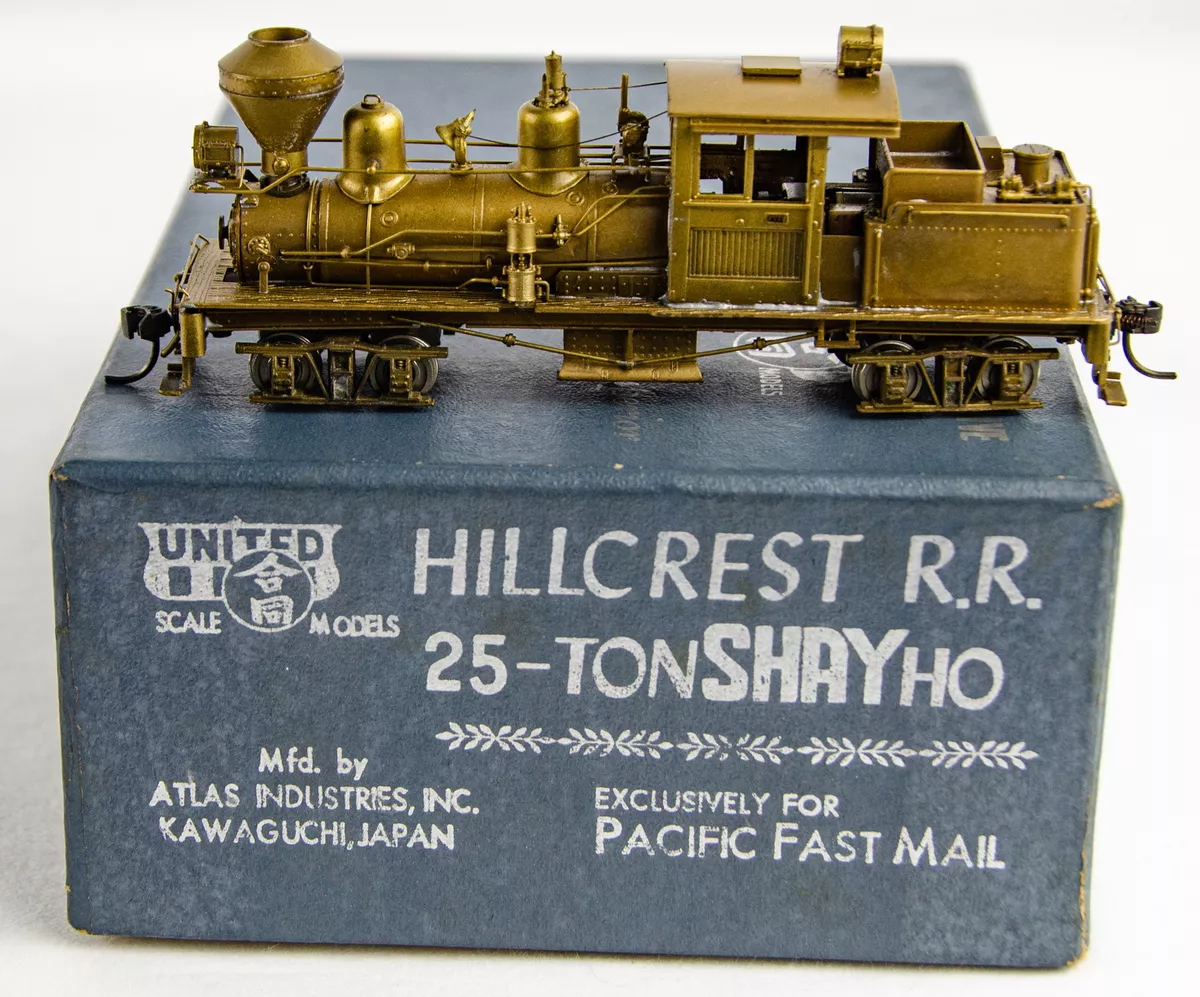 UNITED
合同
SCALE MODELS
HILLCREST R.R.
25-TON SHAY HO
Mfd. by
ATLAS INDUSTRIES, INC.
KAWAGUCHI, JAPAN
EXCLUSIVELY FOR
PACIFIC FAST MAIL